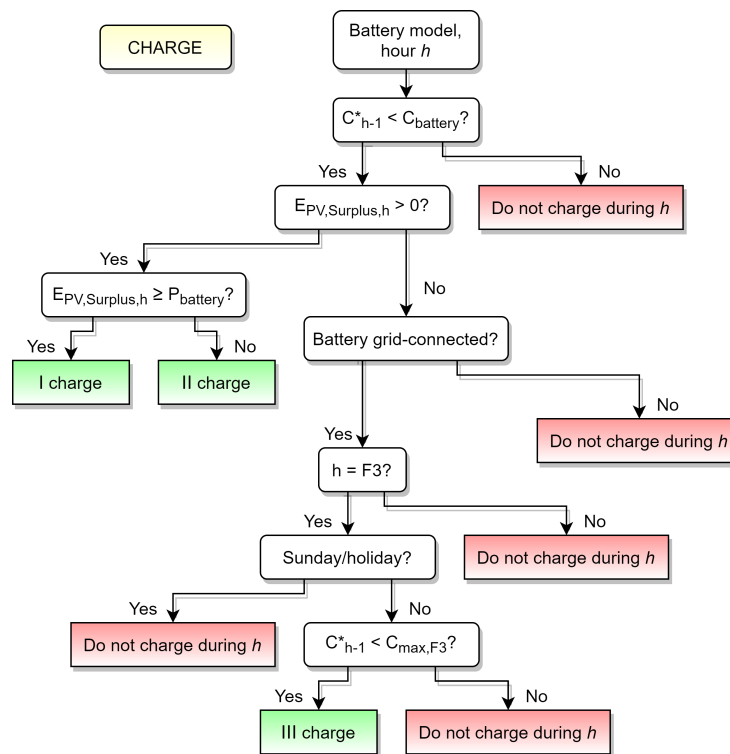 CHARGE
Battery model,
hour h
C*h-1 < Cbattery?
Yes
No
EPV,Surplus,h > 0?
Do not charge during h
Yes
No
EPV,Surplus,h ≥ Pbattery?
Battery grid-connected?
Yes
No
I charge
II charge
No
Yes
Do not charge during h
h = F3?
Yes
No
Sunday/holiday?
Do not charge during h
Yes
No
Do not charge during h
C*h-1 < Cmax,F3?
Yes
No
III charge
Do not charge during h